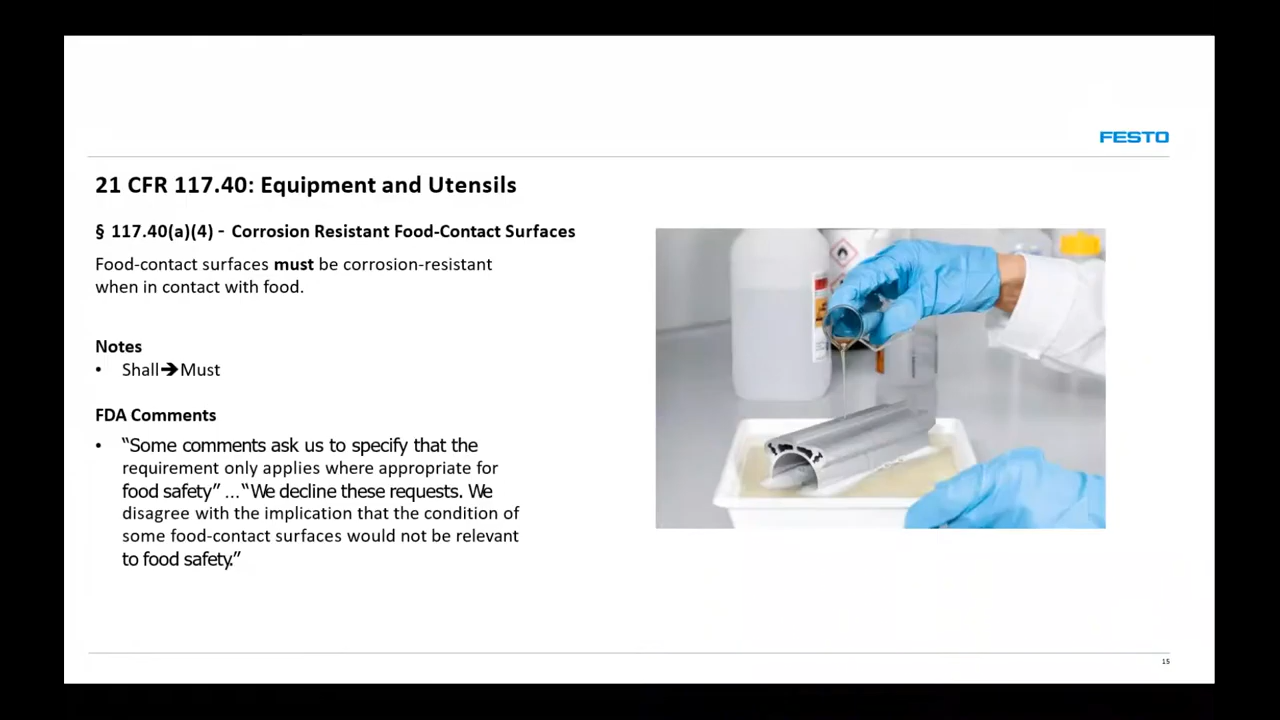 FESTO
21 CFR 117.40: Equipment and Utensils
§ 117.40(a)(4) - Corrosion Resistant Food-Contact Surfaces
Food-contact surfaces must be corrosion-resistant
when in contact with food.
Notes
• Shall➔Must
FDA Comments
• “Some comments ask us to specify that the
requirement only applies where appropriate for
food safety” …“We decline these requests. We
disagree with the implication that the condition of
some food-contact surfaces would not be relevant
to food safety.”
15